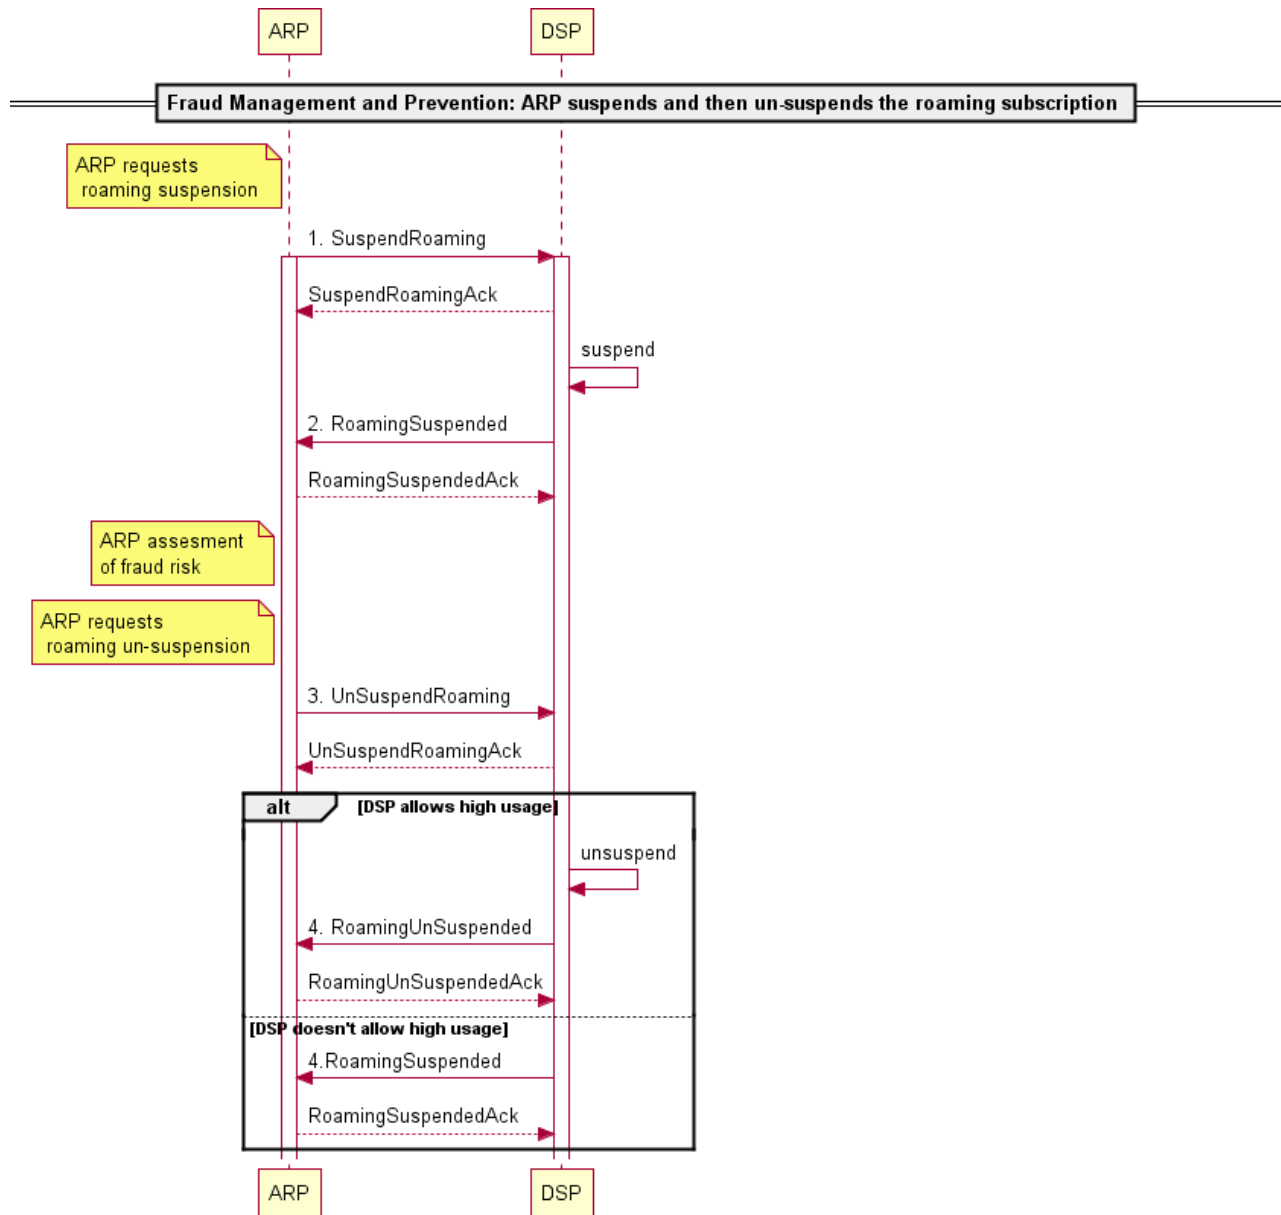 ARP
DSP
Fraud Management and Prevention: ARP suspends and then un-suspends the roaming subscription
ARP requests
roaming suspension
1. SuspendRoaming
SuspendRoamingAck
suspend
2. RoamingSuspended
RoamingSuspendedAck
ARP assesment
of fraud risk
ARP requests
roaming un-suspension
3. UnSuspendRoaming
UnSuspendRoamingAck
alt
[DSP allows high usage]
unsuspend
4. RoamingUnSuspended
RoamingUnSuspendedAck
[DSP doesn't allow high usage]
4.RoamingSuspended
RoamingSuspendedAck
ARP
DSP